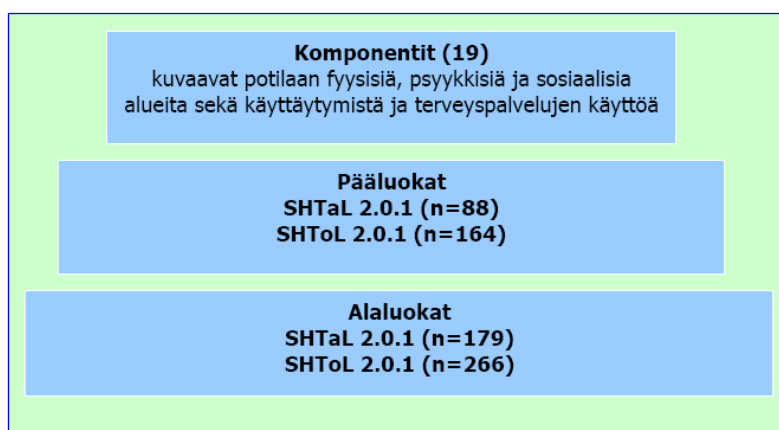 Komponentit (19)
kuvaavat potilaan fyysisiä, psyykkisiä ja sosiaalisia
alueita sekä käyttäytymistä ja terveyspalvelujen käyttöä
Pääluokat
SHTaL 2.0.1 (n=88)
SHToL 2.0.1 (n=164)
Alaluokat
SHTaL 2.0.1 (n=179)
SHToL 2.0.1 (n=266)